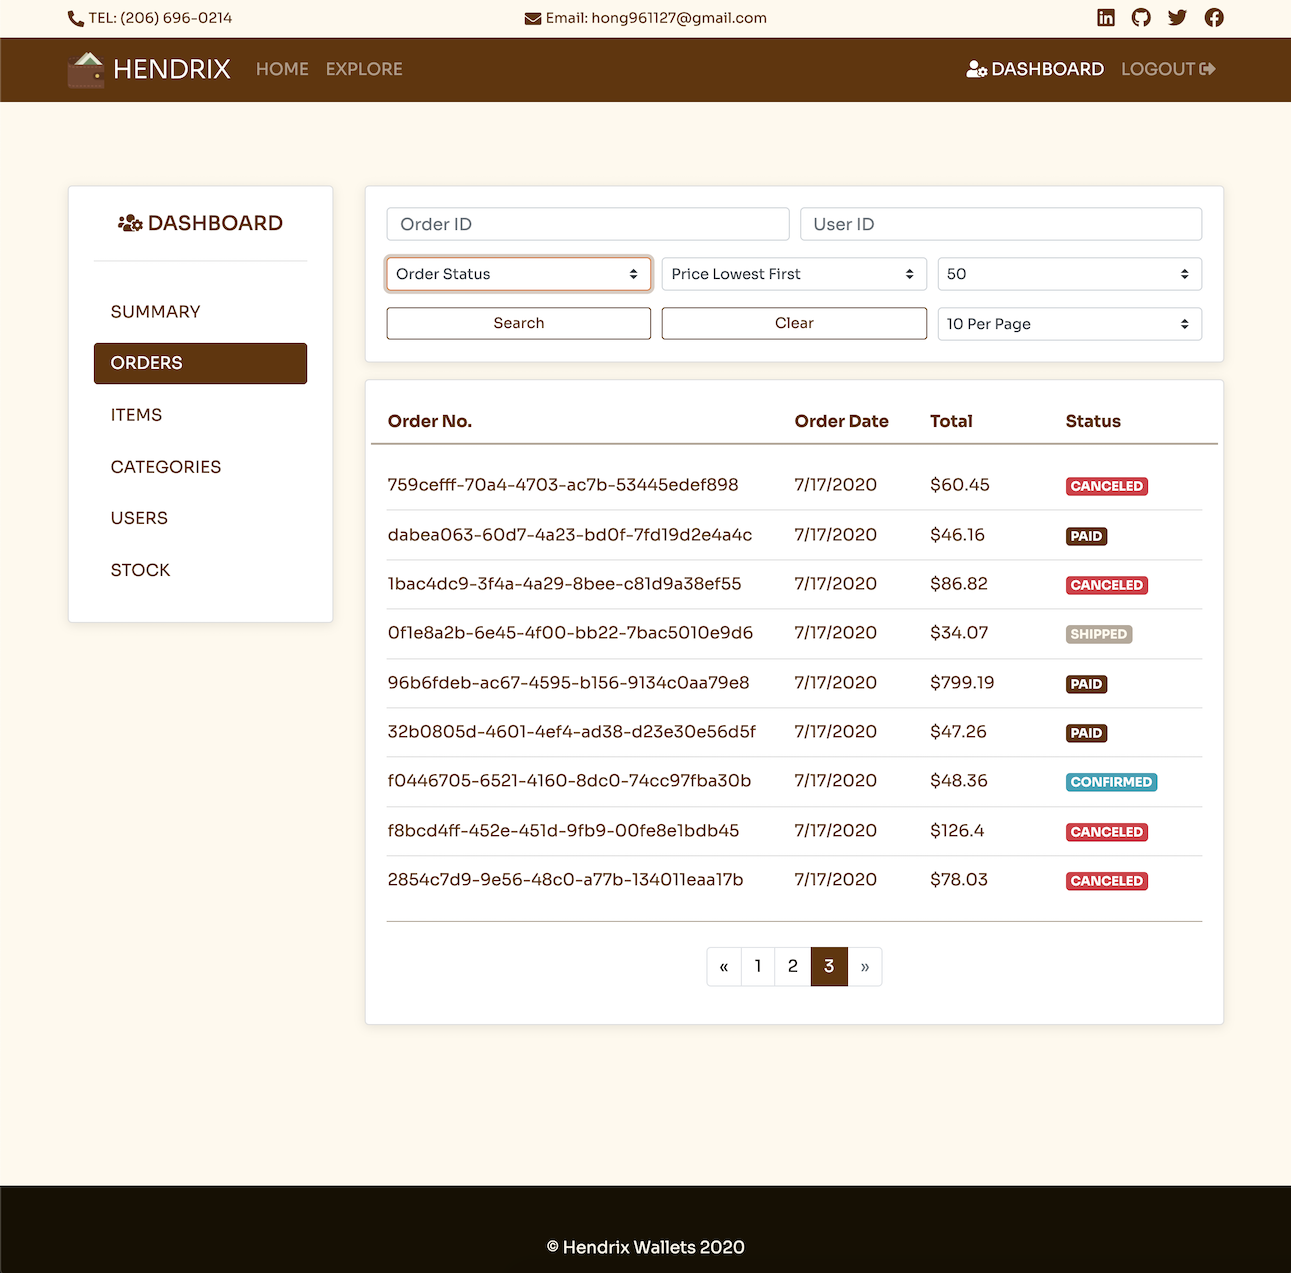 TEL: (206) 696-0214 Email: hong961127@gmail.com
HENDRIX HOME EXPLORE DASHBOARD LOGOUT
DASHBOARD
SUMMARY
ORDERS
ITEMS
CATEGORIES
USERS
STOCK
Order ID User ID
Order Status Price Lowest First 50
Search Clear 10 Per Page
Order No. Order Date Total Status
759cefff-70a4-4703-ac7b-53445edef898 7/17/2020 $60.45 CANCELED
dabea063-60d7-4a23-bd0f-7fd19d2e4a4c 7/17/2020 $46.16 PAID
1bac4dc9-3f4a-4a29-8bee-c81d9a38ef55 7/17/2020 $86.82 CANCELED
0f1e8a2b-6e45-4f00-bb22-7bac5010e9d6 7/17/2020 $34.07 SHIPPED
96b6fdeb-ac67-4595-b156-9134c0aa79e8 7/17/2020 $799.19 PAID
32b0805d-4601-4ef4-ad38-d23e30e56d5f 7/17/2020 $47.26 PAID
f0446705-6521-4160-8dc0-74cc97fba30b 7/17/2020 $48.36 CONFIRMED
f8bcd4ff-452e-451d-9fb9-00fe8e1bdb45 7/17/2020 $126.4 CANCELED
2854c7d9-9e56-48c0-a77b-134011eaa17b 7/17/2020 $78.03 CANCELED
« 1 2 3 »
© Hendrix Wallets 2020